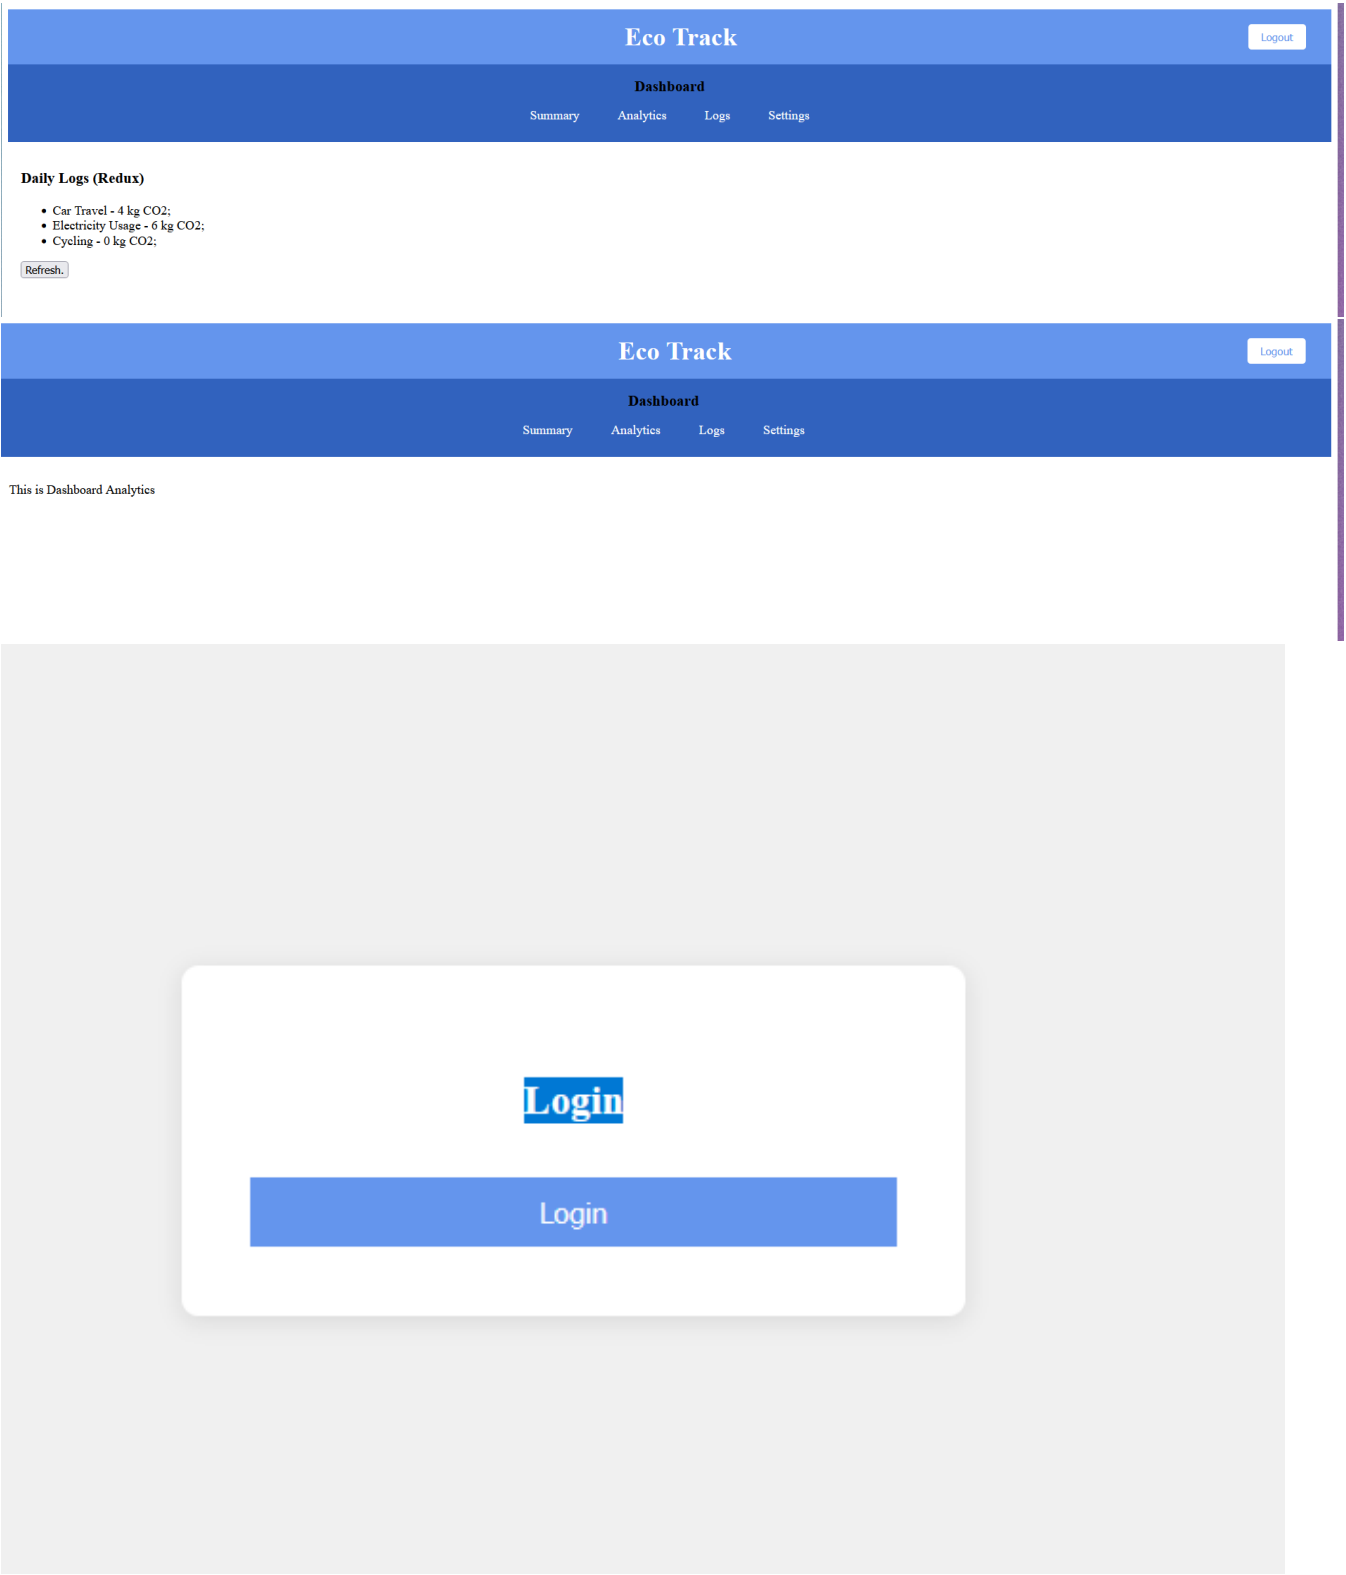 Eco Track
Logout
Dashboard
Summary Analytics Logs Settings
Daily Logs (Redux)
Car Travel - 4 kg CO2;
Electricity Usage - 6 kg CO2;
Cycling - 0 kg CO2;
Refresh.
Eco Track
Logout
Dashboard
Summary Analytics Logs Settings
This is Dashboard Analytics
Login
Login